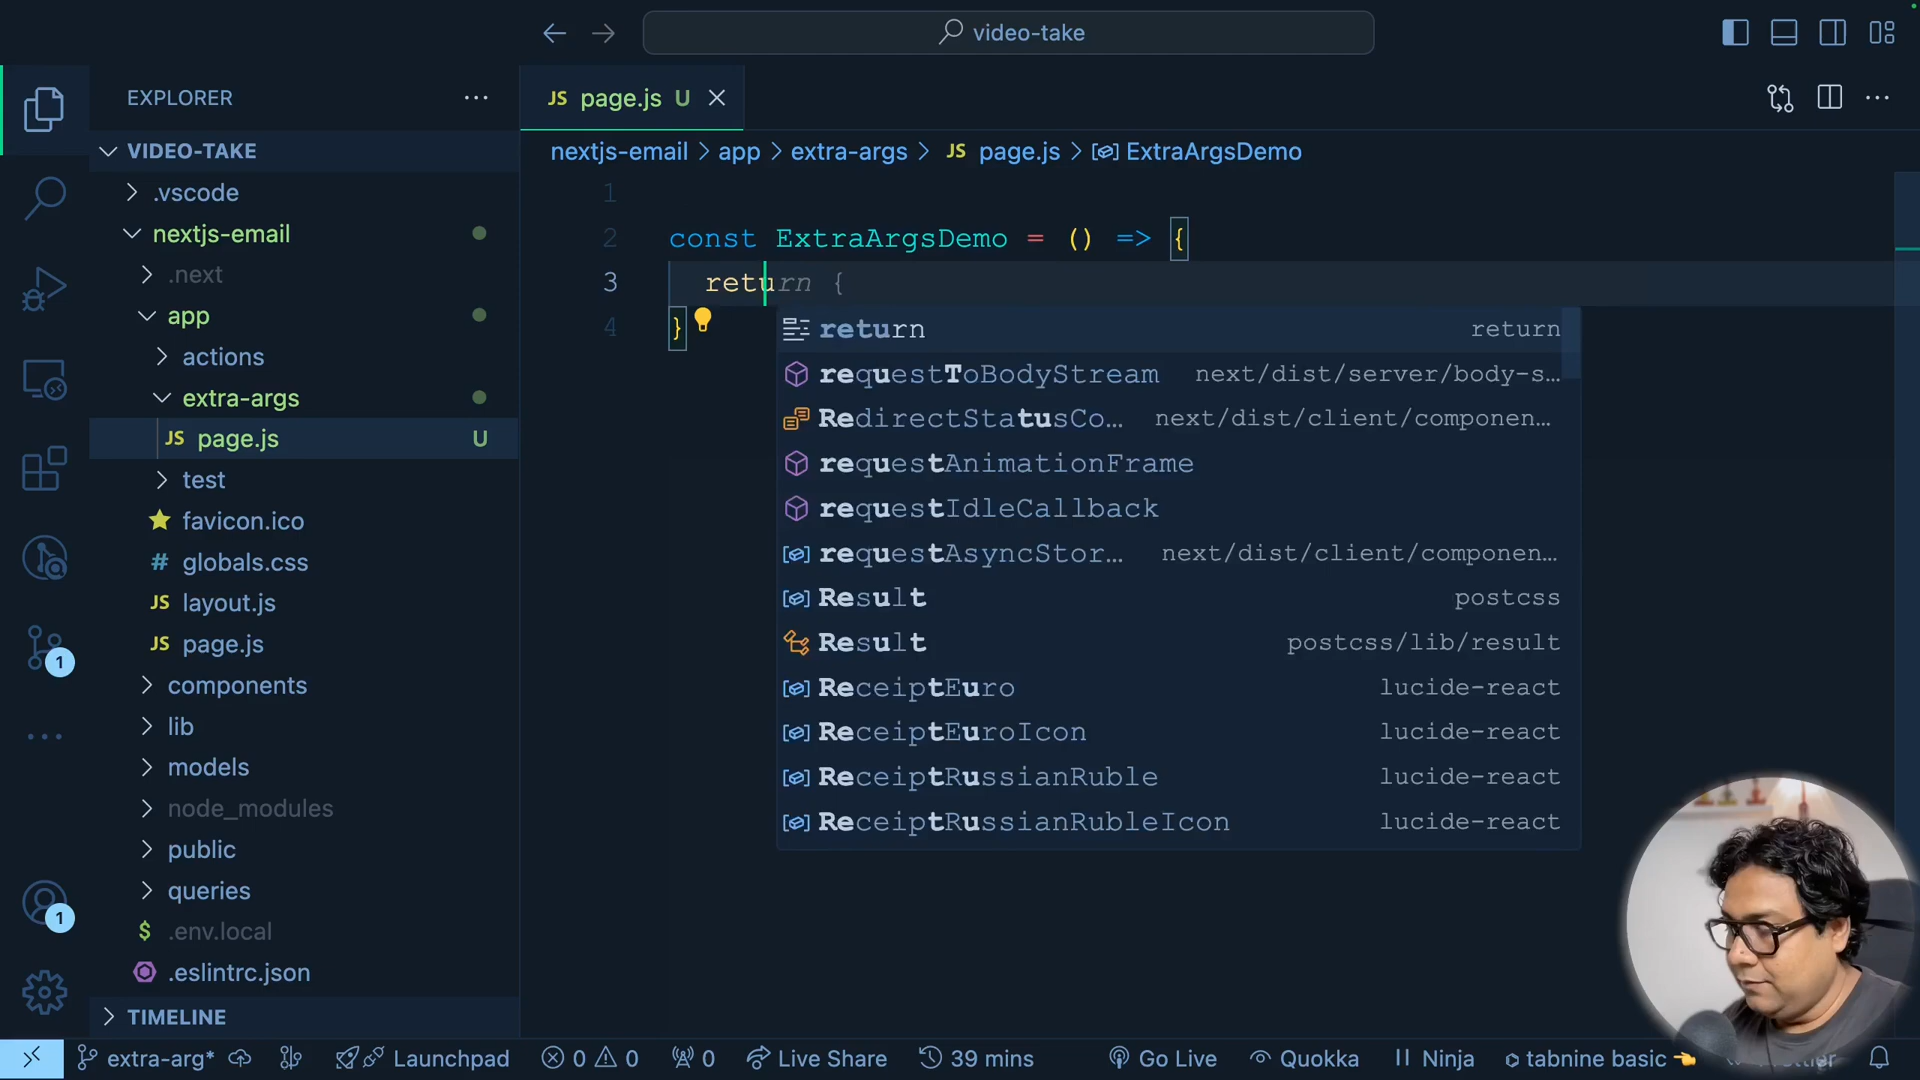 video-take
EXPLORER
VIDEO-TAKE
.vscode
nextjs-email
.next
app
actions
extra-args
JS page.js U
test
favicon.ico
# globals.css
JS layout.js
JS page.js
components
lib
models
node_modules
public
queries
$ .env.local
.eslintrc.json
TIMELINE
1
1
JS page.js U
nextjs-email > app > extra-args > JS page.js > ExtraArgsDemo
1
2 const ExtraArgsDemo = () => {
3 return {
4 }
return return
requestToBodyStream next/dist/server/body-s...
RedirectStatusCo... next/dist/client/componen...
requestAnimationFrame
requestIdleCallback
requestAsyncStor... next/dist/client/componen...
Result postcss
Result postcss/lib/result
ReceiptEuro lucide-react
ReceiptEuroIcon lucide-react
ReceiptRussianRuble lucide-react
ReceiptRussianRubleIcon lucide-react
extra-arg* Launchpad 0 0 0 Live Share 39 mins Go Live Quokka Ninja tabnine basic